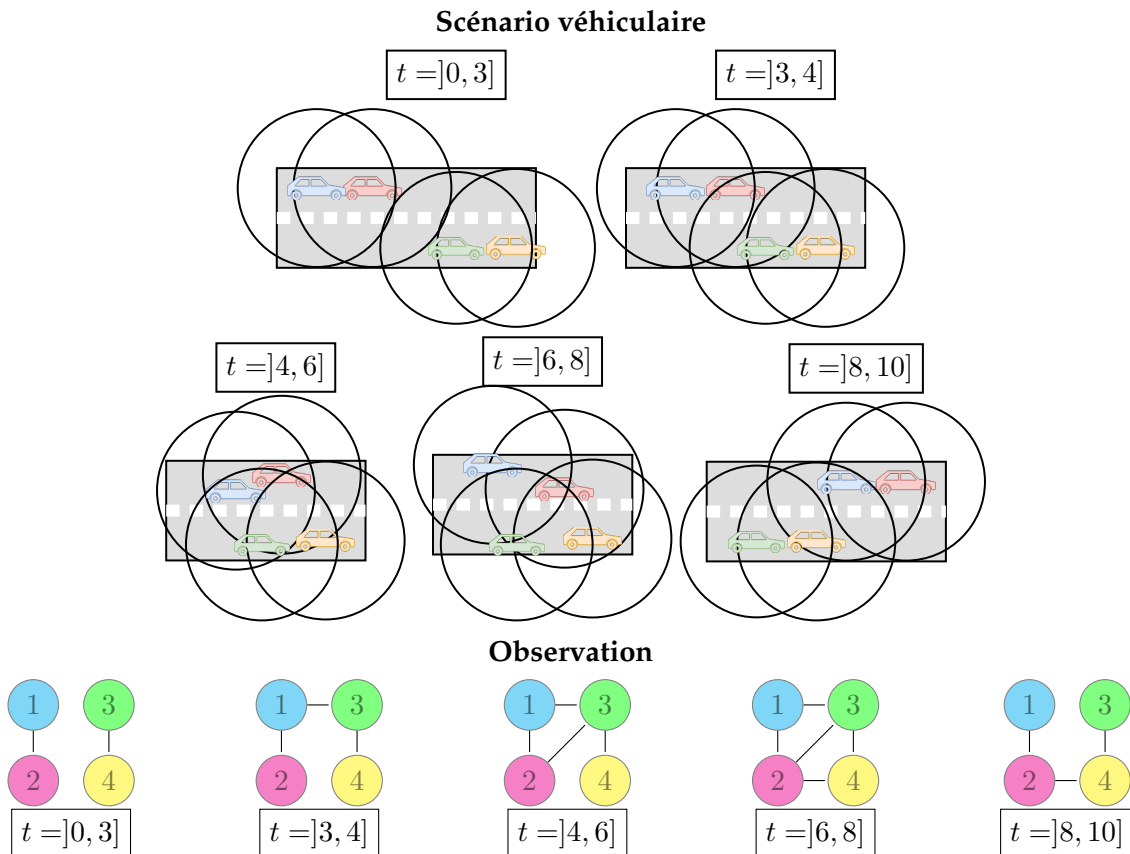 Scénario véhiculaire
t =]0, 3]
t =]3, 4]
t =]4, 6]
t =]6, 8]
t =]8, 10]
Observation
1 3 1 3 1 3 1 3 1 3
2 4 2 4 2 4 2 4 2 4
t =]0, 3] t =]3, 4] t =]4, 6] t =]6, 8] t =]8, 10]